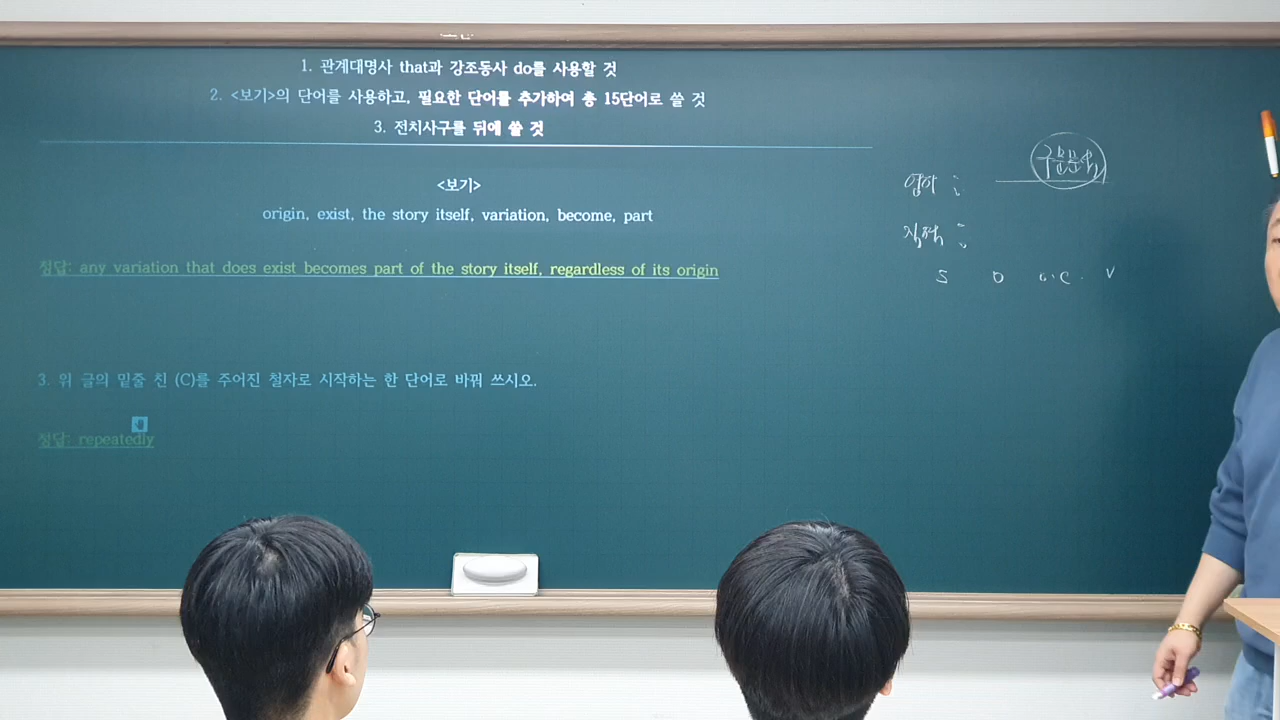 1. 관계대명사 that과 강조동사 do를 사용할 것
2. <보기>의 단어를 사용하고, 필요한 단어를 추가하여 총 15단어로 쓸 것
3. 전치사구를 뒤에 쓸 것
<보기>
origin, exist, the story itself, variation, become, part
정답: any variation that does exist becomes part of the story itself, regardless of its origin
3. 위 글의 밑줄 친 (C)를 주어진 철자로 시작하는 한 단어로 바꿔 쓰시오.
정답: repeatedly
구문분석
영작 :
직역 :
S O O.C. V